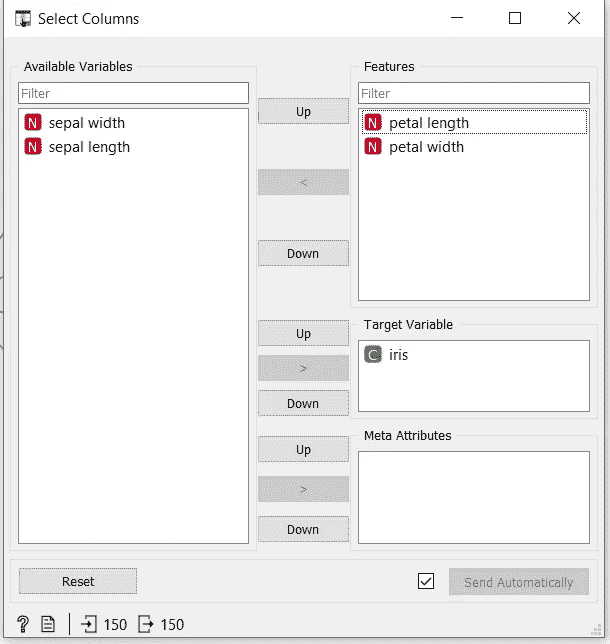 Select Columns
Available Variables
Filter
N sepal width
N sepal length
Up
<
Down
Up
>
Down
Up
>
Down
Features
Filter
N petal length
N petal width
Target Variable
C iris
Meta Attributes
Reset
Send Automatically
? 150 150